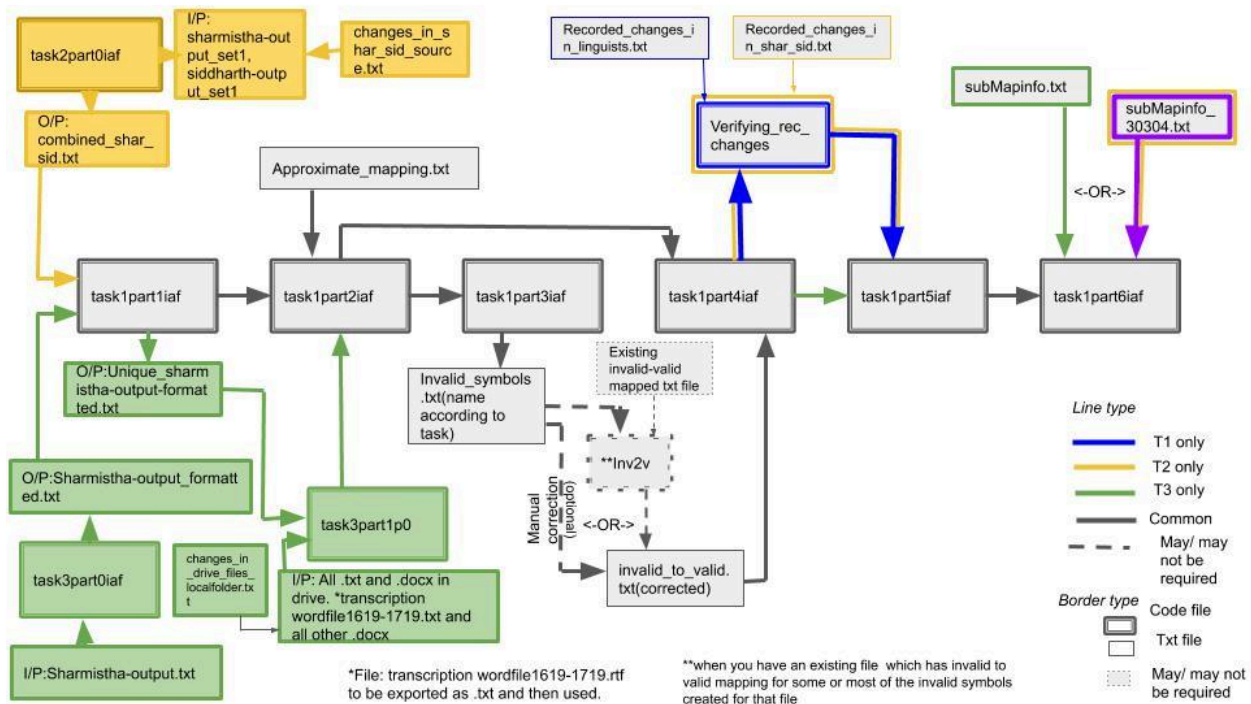 task2part0iaf
I/P:
sharmistha-out
put_set1,
siddharth-outp
ut_set1
changes_in_s
har_sid_sourc
e.txt
O/P:
combined_shar_
sid.txt
Recorded_changes_i
n_linguists.txt
Recorded_changes_i
n_shar_sid.txt
Verifying_rec_
changes
subMapinfo.txt
subMapinfo_
30304.txt
<-OR->
Approximate_mapping.txt
task1part1iaf
task1part2iaf
task1part3iaf
task1part4iaf
task1part5iaf
task1part6iaf
O/P:Unique_sharm
istha-output-format
ted.txt
Invalid_symbols
.txt(name
according to
task)
Existing
invalid-valid
mapped txt file
**Inv2v
Manual
correction
(optional)
<-OR->
invalid_to_valid.
txt(corrected)
O/P:Sharmistha-output_formatt
ed.txt
task3part1p0
task3part0iaf
changes_in
_drive_files_
localfolder.tx
t
I/P: All .txt and .docx in
drive. *transcription
wordfile1619-1719.txt and
all other .docx
I/P:Sharmistha-output.txt
*File: transcription wordfile1619-1719.rtf
to be exported as .txt and then used.
**when you have an existing file which has invalid to
valid mapping for some or most of the invalid symbols
created for that file
Line type
T1 only
T2 only
T3 only
Common
May/ may
not be
required
Border type
Code file
Txt file
May/ may not
be required